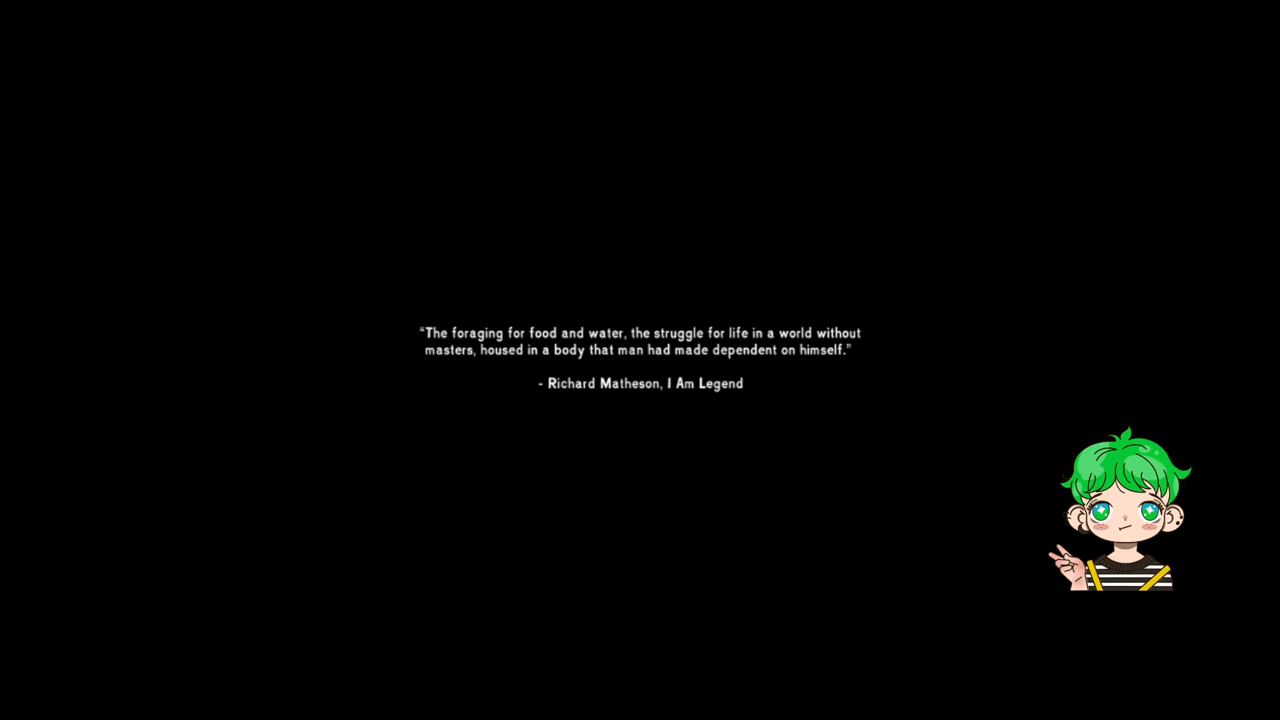 “The foraging for food and water, the struggle for life in a world without
masters, housed in a body that man had made dependent on himself.”
- Richard Matheson, I Am Legend